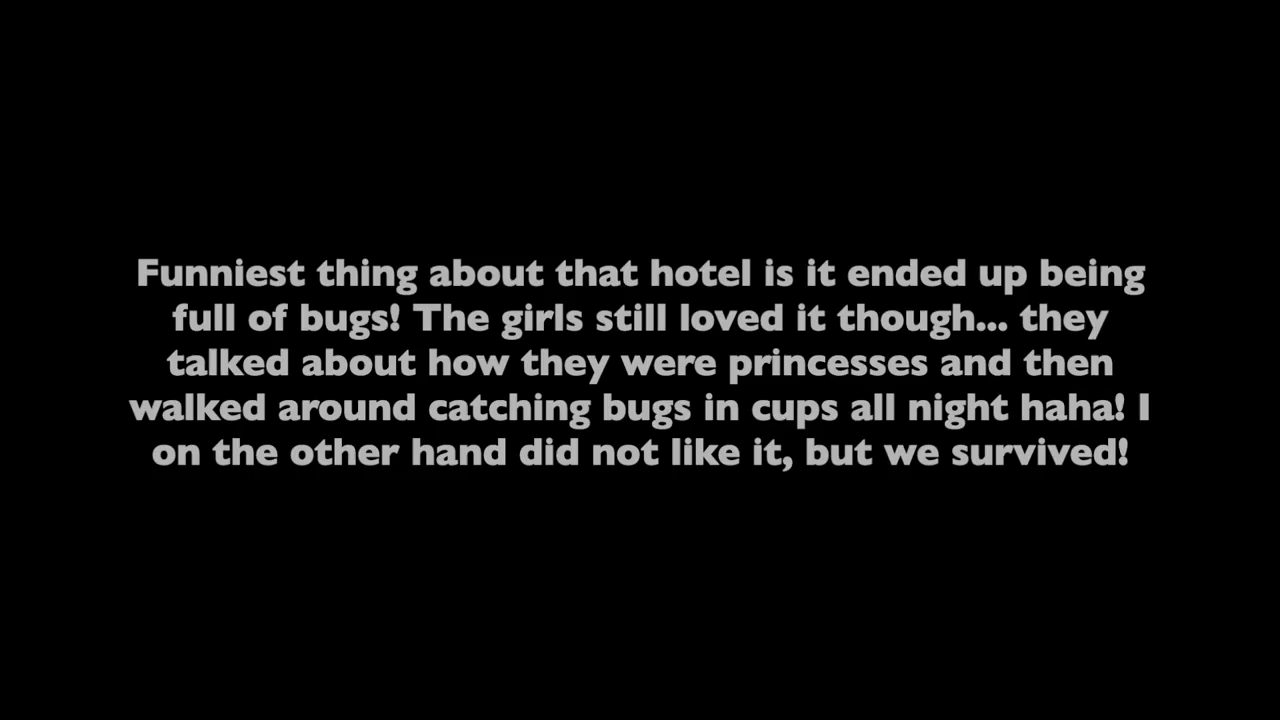 Funniest thing about that hotel is it ended up being
full of bugs! The girls still loved it though... they
talked about how they were princesses and then
walked around catching bugs in cups all night haha! I
on the other hand did not like it, but we survived!